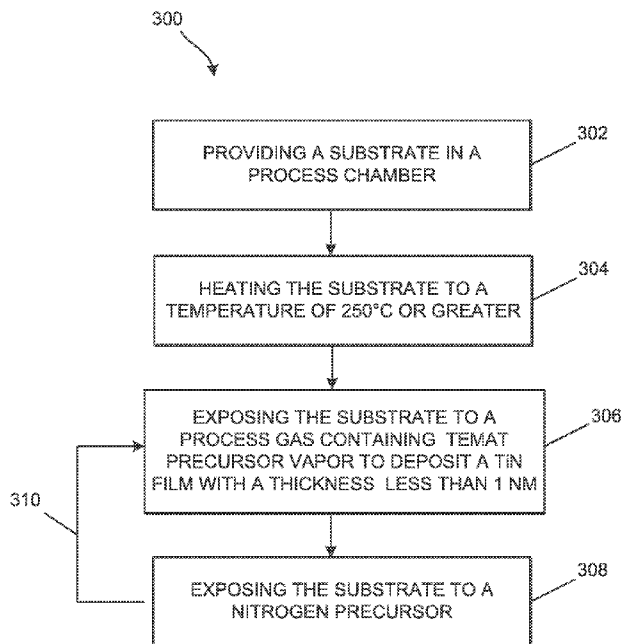 300
302
PROVIDING A SUBSTRATE IN A
PROCESS CHAMBER
304
HEATING THE SUBSTRATE TO A
TEMPERATURE OF 250°C OR GREATER
306
EXPOSING THE SUBSTRATE TO A
PROCESS GAS CONTAINING TEMAT
PRECURSOR VAPOR TO DEPOSIT A TiN
FILM WITH A THICKNESS LESS THAN 1 NM
310
308
EXPOSING THE SUBSTRATE TO A
NITROGEN PRECURSOR